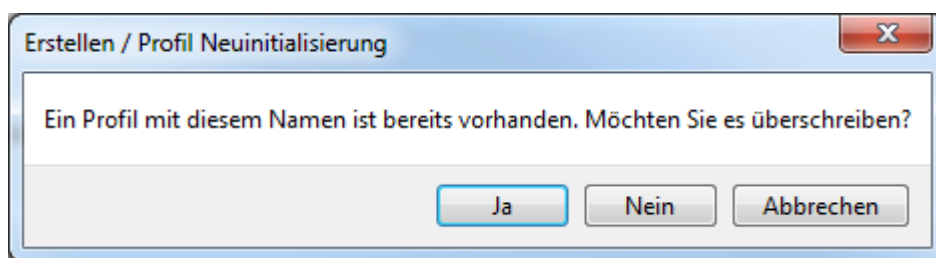 Erstellen / Profil Neuinitialisierung
Ein Profil mit diesem Namen ist bereits vorhanden. Möchten Sie es überschreiben?
Ja Nein Abbrechen